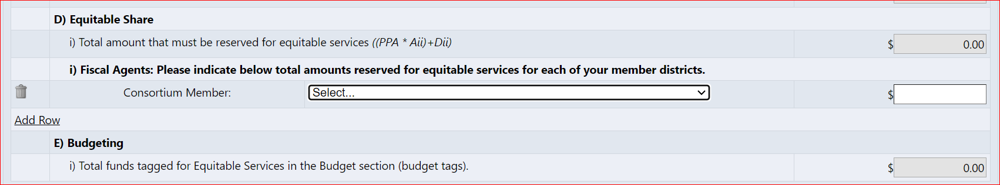 D) Equitable Share
i) Total amount that must be reserved for equitable services ((PPA * Aii)+Dii) $ 0.00
i) Fiscal Agents: Please indicate below total amounts reserved for equitable services for each of your member districts.
Consortium Member: Select... $
Add Row
E) Budgeting
i) Total funds tagged for Equitable Services in the Budget section (budget tags). $ 0.00